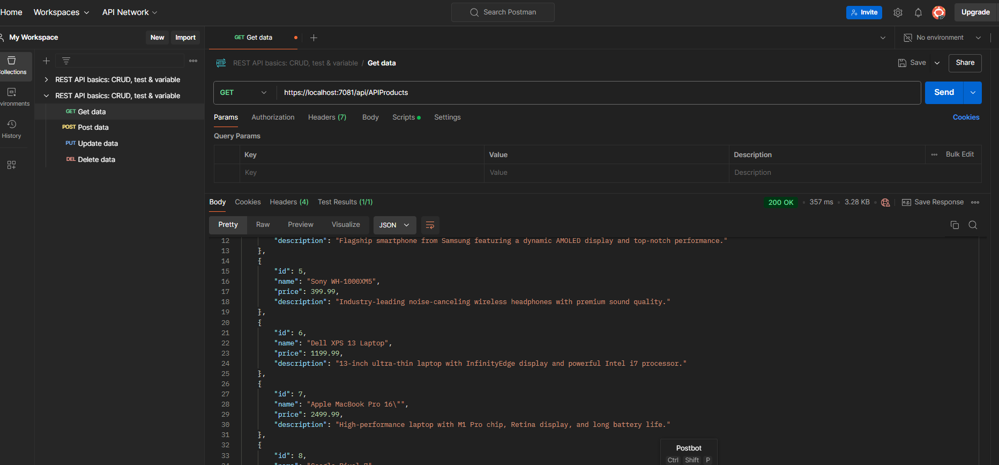 Home Workspaces API Network Search Postman Invite Upgrade
My Workspace New Import GET Get data No environment
Collections
REST API basics: CRUD, test & variable / Get data Save Share
REST API basics: CRUD, test & variable
GET https://localhost:7081/api/APIProducts Send
REST API basics: CRUD, test & variable
vironments
GET Get data
Params Authorization Headers (7) Body Scripts Settings Cookies
POST Post data
History
Query Params
PUT Update data
Key Value Description Bulk Edit
DEL Delete data
Key Value Description
Body Cookies Headers (4) Test Results (1/1) 200 OK 357 ms 3.28 KB e.g. Save Response
Pretty Raw Preview Visualize JSON
12 "description": "Flagship smartphone from Samsung featuring a dynamic AMOLED display and top-notch performance."
13 },
14 {
15 "id": 5,
16 "name": "Sony WH-1000XM5",
17 "price": 399.99,
18 "description": "Industry-leading noise-canceling wireless headphones with premium sound quality."
19 },
20 {
21 "id": 6,
22 "name": "Dell XPS 13 Laptop",
23 "price": 1199.99,
24 "description": "13-inch ultra-thin laptop with InfinityEdge display and powerful Intel i7 processor."
25 },
26 {
27 "id": 7,
28 "name": "Apple MacBook Pro 16\"",
29 "price": 2499.99,
30 "description": "High-performance laptop with M1 Pro chip, Retina display, and long battery life."
31 },
32 {
33 "id": 8,
Postbot
Ctrl Shift P